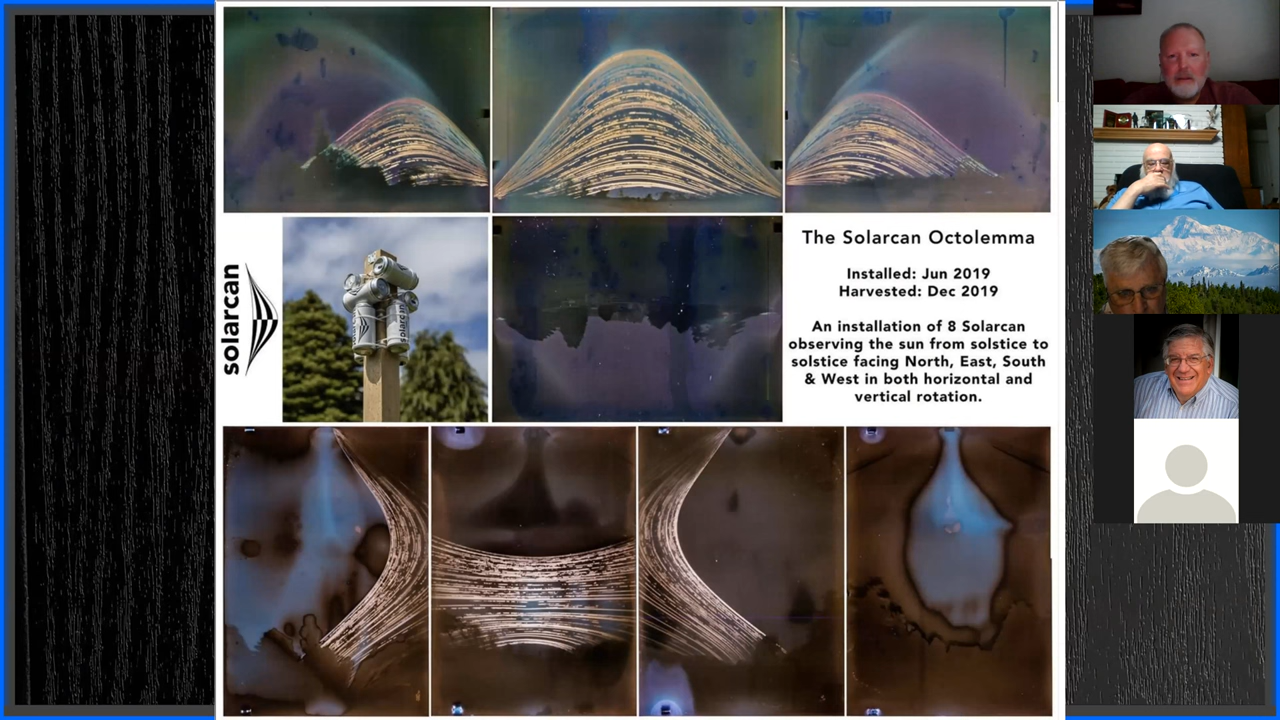 The Solarcan Octolemma
Installed: Jun 2019
Harvested: Dec 2019
An installation of 8 Solarcan
observing the sun from solstice to
solstice facing North, East, South
& West in both horizontal and
vertical rotation.
solarcan
solarcan